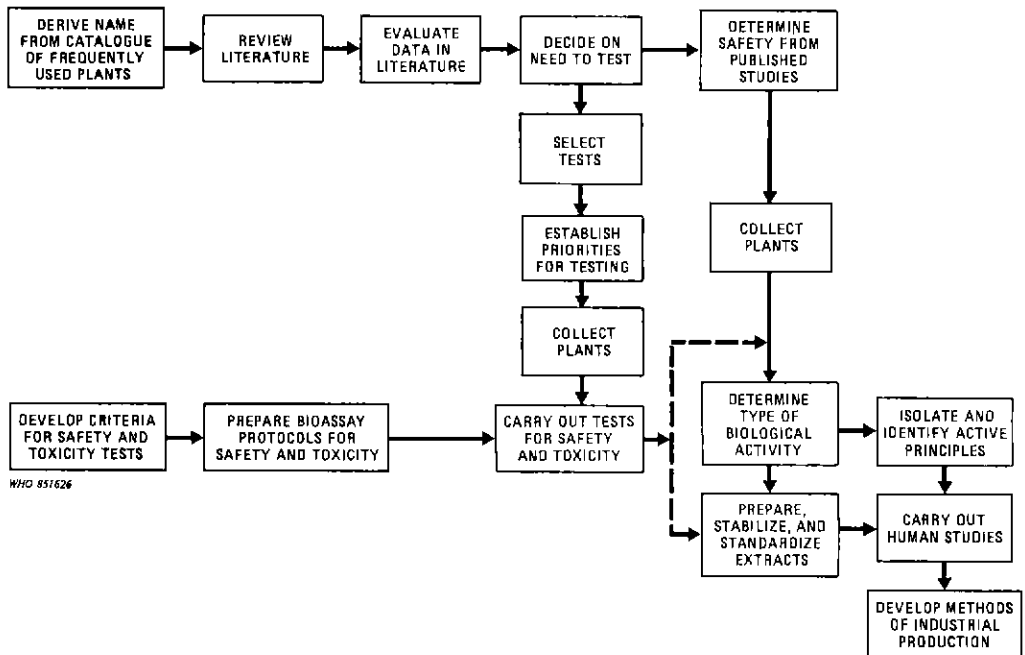 DERIVE NAME
FROM CATALOGUE
OF FREQUENTLY
USED PLANTS
REVIEW
LITERATURE
EVALUATE
DATA IN
LITERATURE
DECIDE ON
NEED TO TEST
DETERMINE
SAFETY FROM
PUBLISHED
STUDIES
SELECT
TESTS
ESTABLISH
PRIORITIES
FOR TESTING
COLLECT
PLANTS
COLLECT
PLANTS
DEVELOP CRITERIA
FOR SAFETY AND
TOXICITY TESTS
PREPARE BIOASSAY
PROTOCOLS FOR
SAFETY AND TOXICITY
CARRY OUT TESTS
FOR SAFETY
AND TOXICITY
DETERMINE
TYPE OF
BIOLOGICAL
ACTIVITY
ISOLATE AND
IDENTIFY ACTIVE
PRINCIPLES
WHO 851626
PREPARE,
STABILIZE, AND
STANDARDIZE
EXTRACTS
CARRY OUT
HUMAN STUDIES
DEVELOP METHODS
OF INDUSTRIAL
PRODUCTION